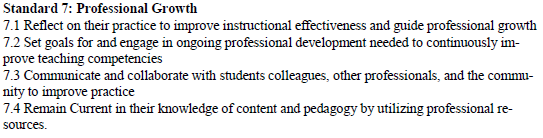 Standard 7: Professional Growth
7.1 Reflect on their practice to improve instructional effectiveness and guide professional growth
7.2 Set goals for and engage in ongoing professional development needed to continuously im-
prove teaching competencies
7.3 Communicate and collaborate with students colleagues, other professionals, and the commu-
nity to improve practice
7.4 Remain Current in their knowledge of content and pedagogy by utilizing professional re-
sources.